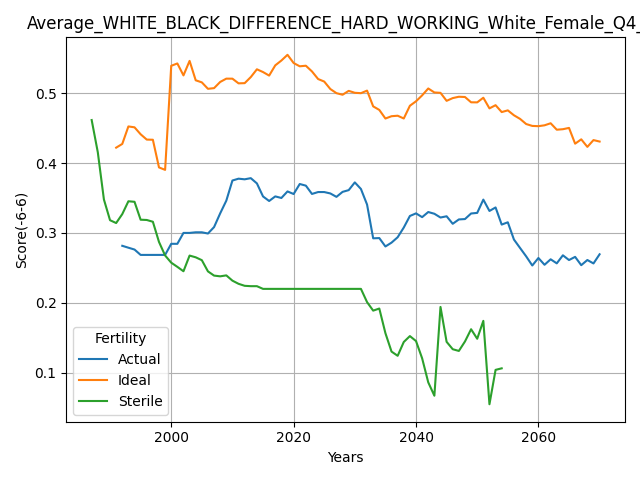 Average_WHITE_BLACK_DIFFERENCE_HARD_WORKING_White_Female_Q4_
Score(-6-6)
0.5
0.4
0.3
0.2
0.1
Fertility
Actual
Ideal
Sterile
2000 2020 2040 2060
Years